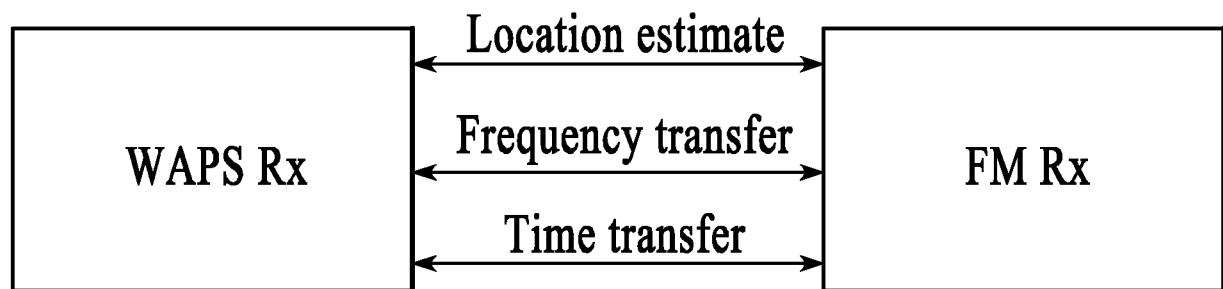 Location estimate
WAPS Rx
Frequency transfer
FM Rx
Time transfer